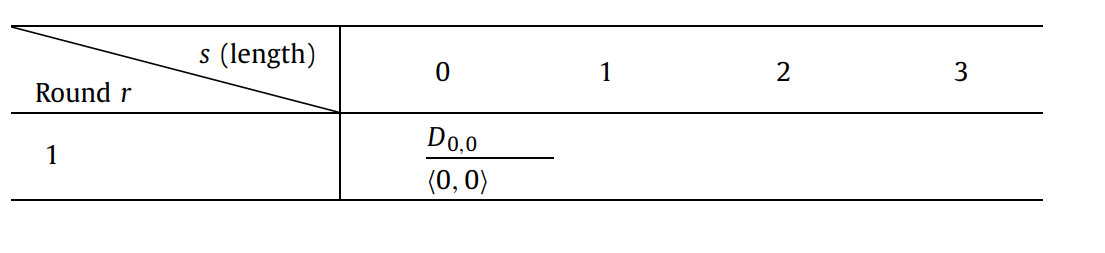 s (length)
Round r
0 1 2 3
1
D0,0
⟨0, 0⟩